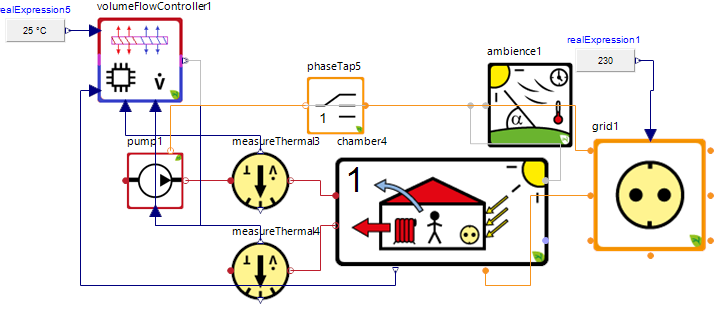 realExpression5
volumeFlowController1
25 °C
realExpression1
ambience1
230
phaseTap5
V̇
α
1
grid1
pump1
measureThermal3
chamber4
1
V
measureThermal4
V